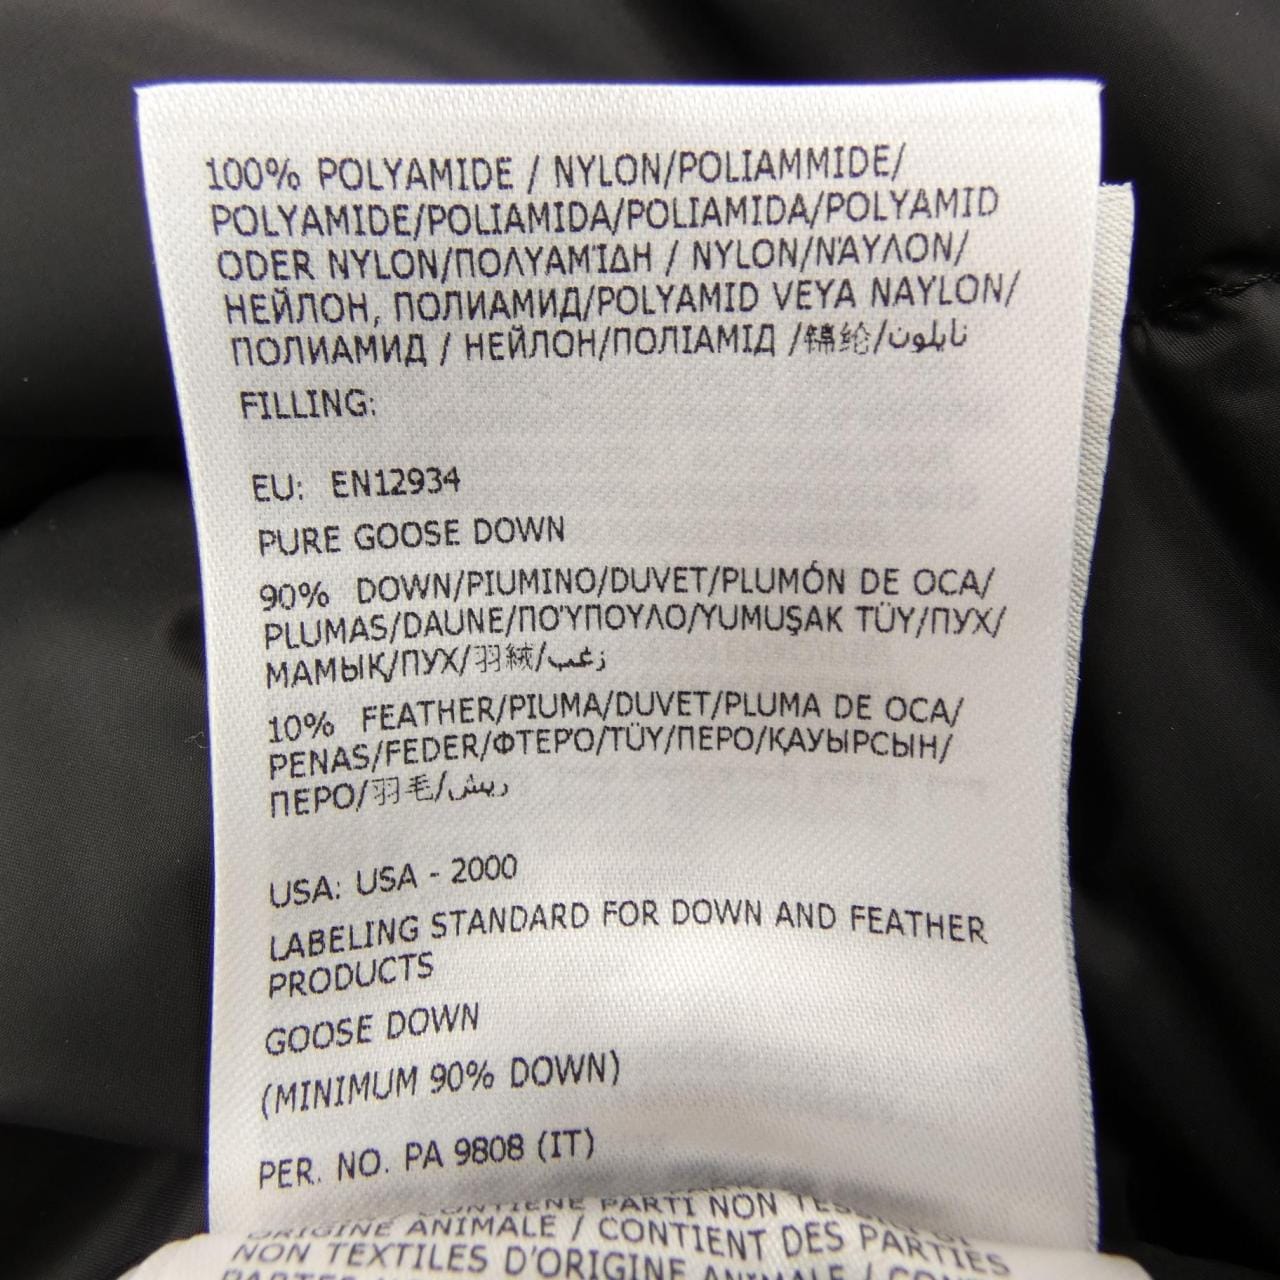 100% POLYAMIDE / NYLON/POLIAMMIDE/
POLYAMIDE/POLIAMIDA/POLIAMIDA/POLYAMID
ODER NYLON/ΠΟΛΥΑΜΊΔΗ / NYLON/ΝΆΥΛΟΝ/
НЕЙЛОН, ПОЛИАМИД/POLYAMID VEYA NAYLON/
ПОЛИАМИД / НЕЙЛОН/ПОЛІАМІД /锦纶/نايلون
FILLING:
EU: EN12934
PURE GOOSE DOWN
90% DOWN/PIUMINO/DUVET/PLUMÓN DE OCA/
PLUMAS/DAUNE/ΠΟΎΠΟΥΛΟ/YUMUŞAK TÜY/ПУХ/
МАМЫҚ/ПУХ/羽絨/زغب
10% FEATHER/PIUMA/DUVET/PLUMA DE OCA/
PENAS/FEDER/ΦΤΕΡΌ/TÜY/ПЕРО/ҚАУЫРСЫН/
ПЕРО/羽毛/ريش
USA: USA - 2000
LABELING STANDARD FOR DOWN AND FEATHER
PRODUCTS
GOOSE DOWN
(MINIMUM 90% DOWN)
PER. NO. PA 9808 (IT)
CONTIENE PARTI NON
ORIGINE ANIMALE / CONTIENT DES PARTIES
NON TEXTILES D'ORIGINE ANIMALE /